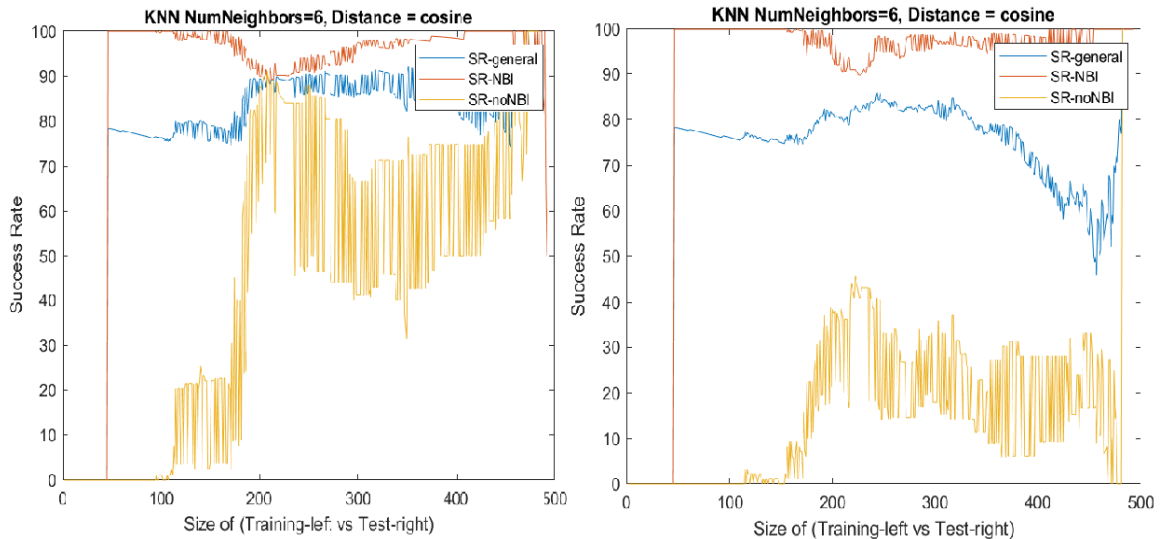 KNN NumNeighbors=6, Distance = cosine
100
90
80
70
60
50
40
30
20
10
0
Success Rate
SR-general
SR-NBI
SR-noNBI
0 100 200 300 400 500
Size of (Training-left vs Test-right)
KNN NumNeighbors=6, Distance = cosine
100
90
80
70
60
50
40
30
20
10
0
Success Rate
SR-general
SR-NBI
SR-noNBI
0 100 200 300 400 500
Size of (Training-left vs Test-right)